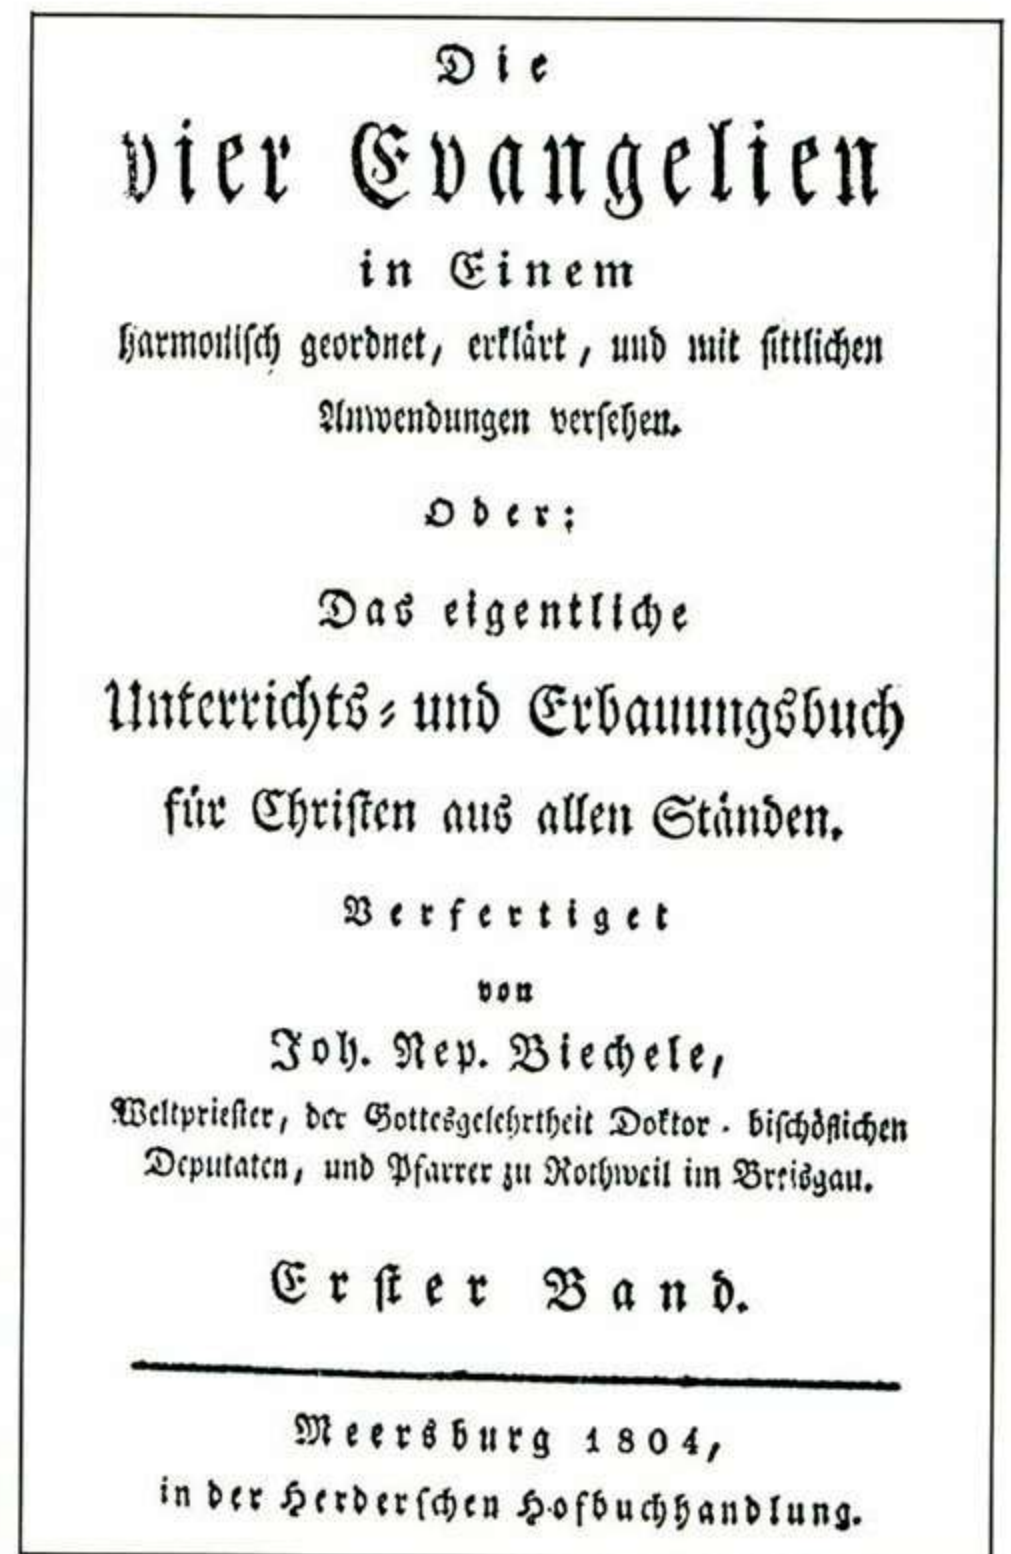 Die
vier Evangelien
in Einem
harmonisch geordnet, erklärt, und mit sittlichen
Anwendungen versehen.
Oder:
Das eigentliche
Unterrichts- und Erbauungsbuch
für Christen aus allen Ständen.
Verfertiget
von
Joh. Nep. Biechele,
Weltpriester, der Gottesgelehrtheit Doktor - bischöflichen
Deputaten, und Pfarrer zu Rothweil im Breisgau.
Erster Band.
Meersburg 1804,
in der Herderschen Hofbuchhandlung.